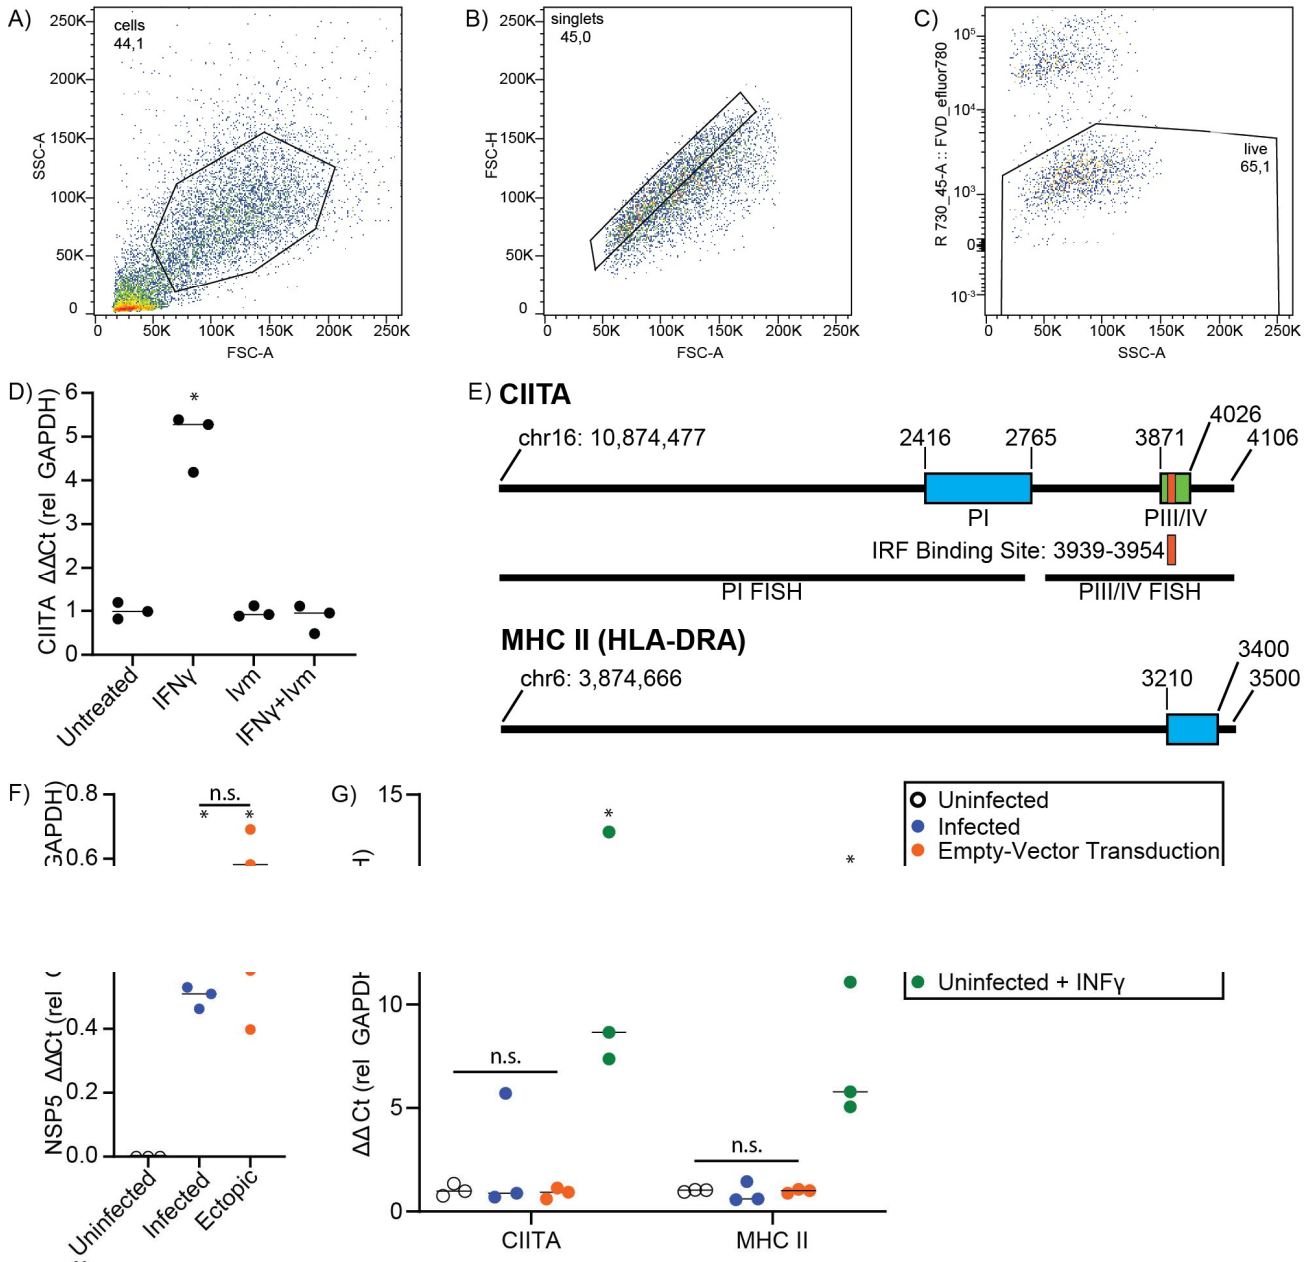 A)
cells
44,1
250K
200K
150K
100K
50K
0
SSC-A
0 50K 100K 150K 200K 250K
FSC-A
B)
singlets
45,0
250K
200K
150K
100K
50K
0
FSC-H
0 50K 100K 150K 200K 250K
FSC-A
C)
10⁵
10⁴
10³
0
10⁻³
R 730_45-A :: FVD_efluor780
live
65,1
0 50K 100K 150K 200K 250K
SSC-A
D)
6
5
4
3
2
1
0
CIITA ΔΔCt (rel GAPDH)
*
Untreated
IFNγ
Ivm
IFNγ+Ivm
E) CIITA
chr16: 10,874,477
2416
2765
3871
4026
4106
PI
PIII/IV
IRF Binding Site: 3939-3954
PI FISH
PIII/IV FISH
MHC II (HLA-DRA)
chr6: 3,874,666
3210
3400
3500
F)
0.8
0.6
0.4
0.2
0.0
GAPDH)
NSP5 ΔΔCt (rel
n.s.
* *
Uninfected
Infected
Ectopic
G)
15
10
5
0
ΔΔCt (rel GAPDH
H)
*
*
n.s.
n.s.
CIITA
MHC II
Uninfected
Infected
Empty-Vector Transduction
Uninfected + INFγ